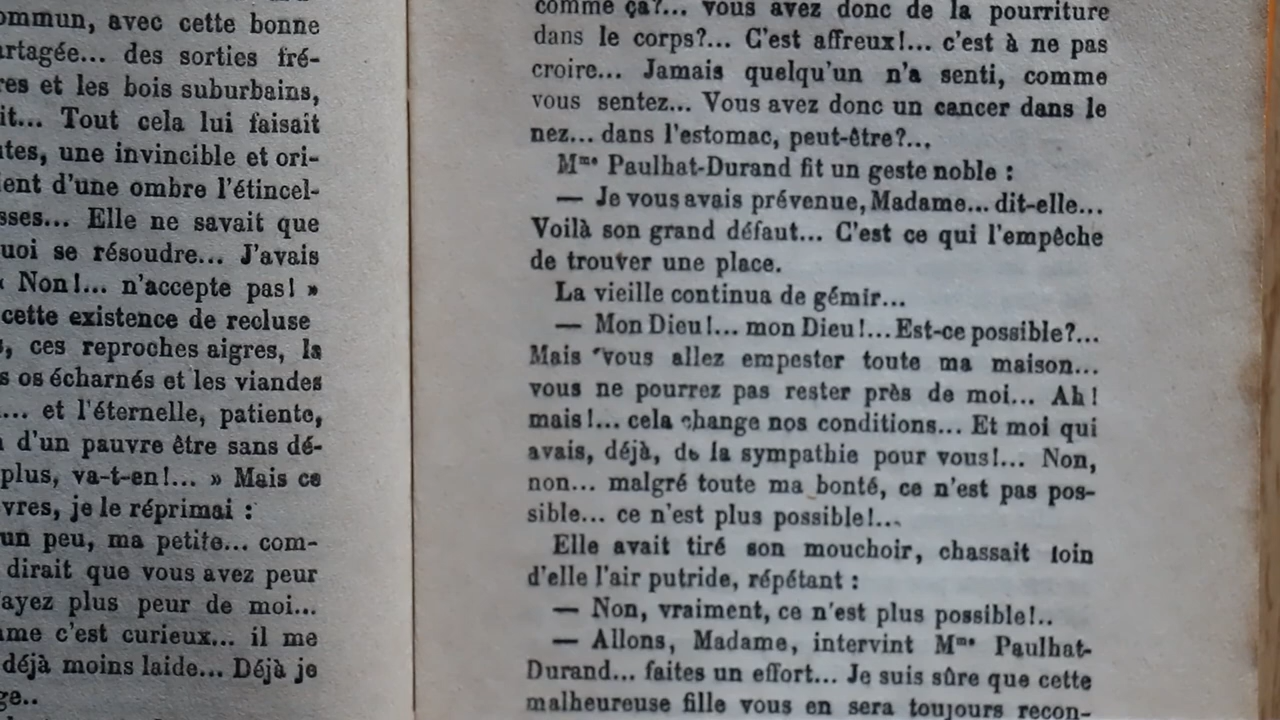 ommun, avec cette bonne
artagée... des sorties fré-
res et les bois suburbains,
it... Tout cela lui faisait
ntes, une invincible et ori-
ient d'une ombre l'étincel-
sses... Elle ne savait que
uoi se résoudre... J'avais
« Non!... n'accepte pas! »
cette existence de recluse
s, ces reproches aigres, la
s os écharnés et les viandes
... et l'éternelle, patiente,
n d'un pauvre être sans dé-
plus, va-t-en!... » Mais ce
vres, je le réprimai :
un peu, ma petite... com-
dirait que vous avez peur
ayez plus peur de moi...
me c'est curieux... il me
déjà moins laide... Déjà je
ge..
comme ça?... vous avez donc de la pourriture
dans le corps?... C'est affreux!... c'est à ne pas
croire... Jamais quelqu'un n'a senti, comme
vous sentez... Vous avez donc un cancer dans le
nez... dans l'estomac, peut-être?...
Mme Paulhat-Durand fit un geste noble :
— Je vous avais prévenue, Madame... dit-elle...
Voilà son grand défaut... C'est ce qui l'empêche
de trouver une place.
La vieille continua de gémir...
— Mon Dieu!... mon Dieu!... Est-ce possible?...
Mais vous allez empester toute ma maison...
vous ne pourrez pas rester près de moi... Ah!
mais!... cela change nos conditions... Et moi qui
avais, déjà, de la sympathie pour vous!... Non,
non... malgré toute ma bonté, ce n'est pas pos-
sible... ce n'est plus possible!...
Elle avait tiré son mouchoir, chassait loin
d'elle l'air putride, répétant :
— Non, vraiment, ce n'est plus possible!..
— Allons, Madame, intervint Mme Paulhat-
Durand... faites un effort... Je suis sûre que cette
malheureuse fille vous en sera toujours recon-